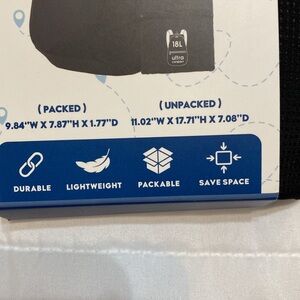 18L
ultra
(PACKED)
(UNPACKED)
9.84"W X 7.87"H X 1.77"D
11.02"W X 17.71"H X 7.08"D
DURABLE
LIGHTWEIGHT
PACKABLE
SAVE SPACE